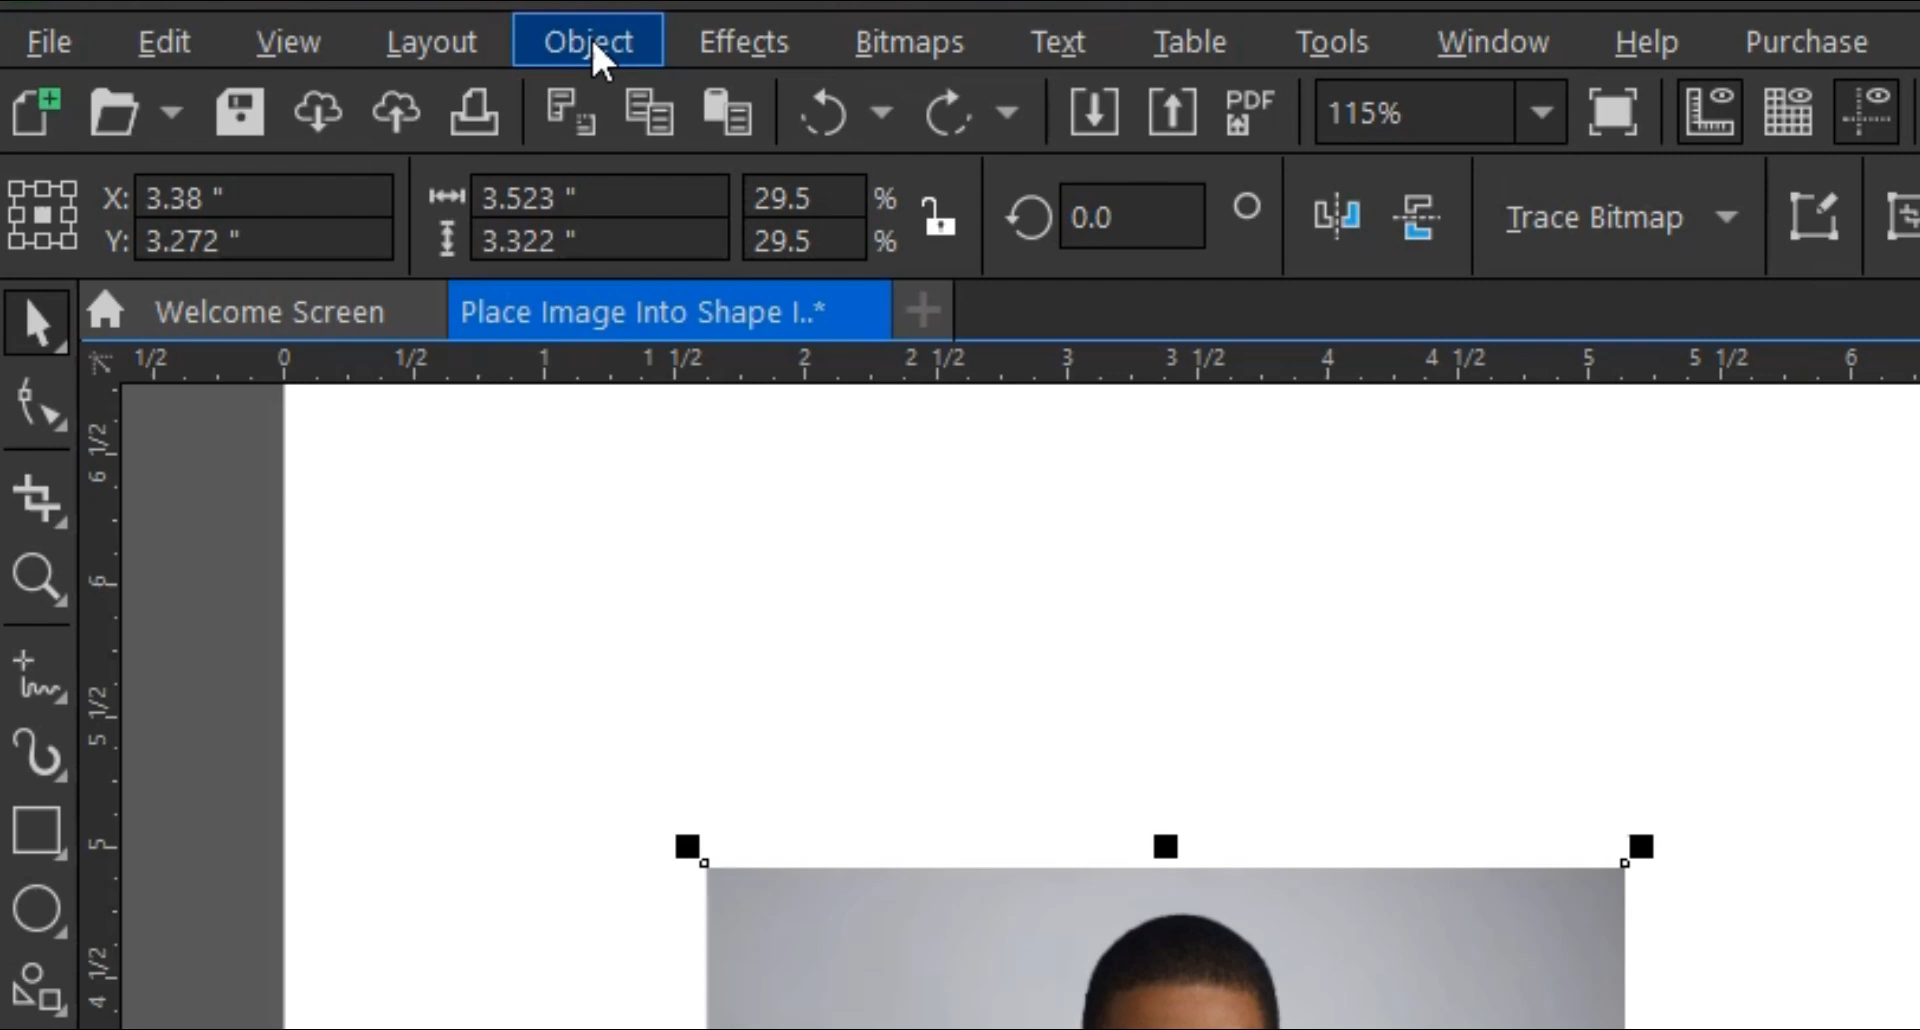 File Edit View Layout Object Effects Bitmaps Text Table Tools Window Help Purchase
PDF 115%
X: 3.38 " 3.523 " 29.5 % 0.0 Trace Bitmap
Y: 3.272 " 3.322 " 29.5 %
Welcome Screen Place Image Into Shape I..*
1/2 0 1/2 1 1 1/2 2 2 1/2 3 3 1/2 4 4 1/2 5 5 1/2 6
6 1/2
6
5 1/2
5
4 1/2